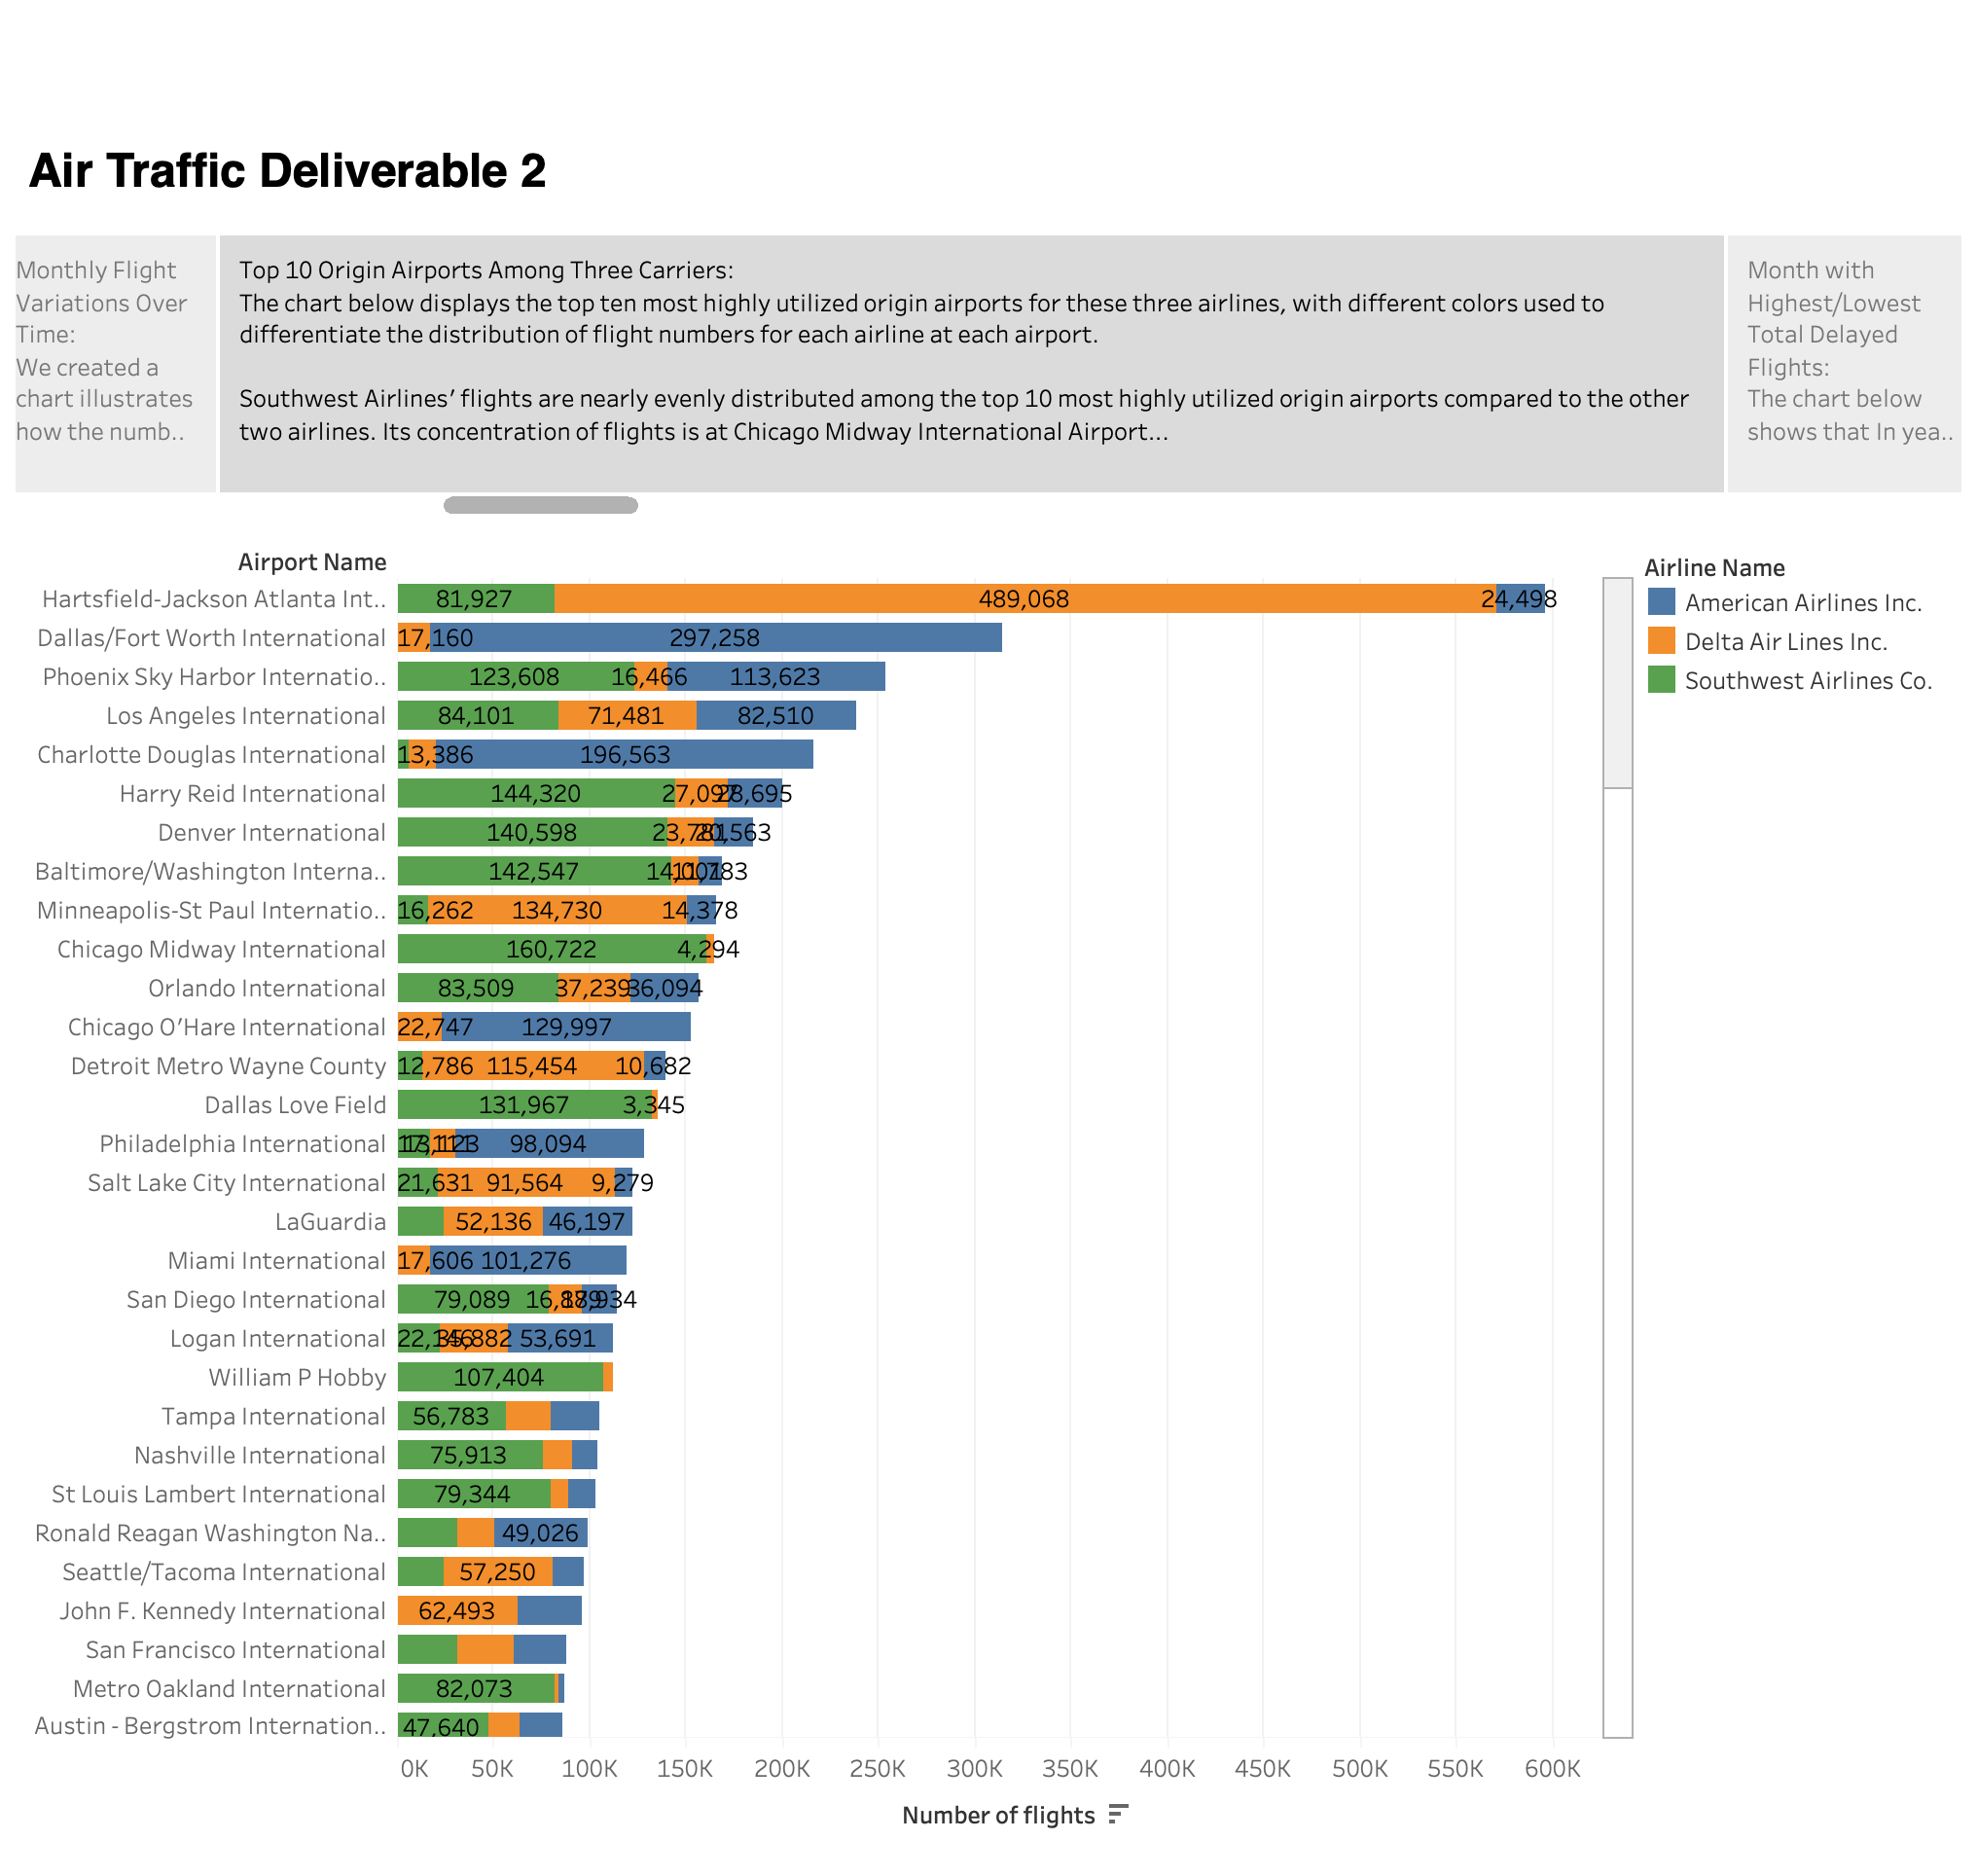 Air Traffic Deliverable 2
Monthly Flight
Variations Over
Time:
We created a
chart illustrates
how the numb..
Top 10 Origin Airports Among Three Carriers:
The chart below displays the top ten most highly utilized origin airports for these three airlines, with different colors used to
differentiate the distribution of flight numbers for each airline at each airport.
Southwest Airlines’ flights are nearly evenly distributed among the top 10 most highly utilized origin airports compared to the other
two airlines. Its concentration of flights is at Chicago Midway International Airport...
Month with
Highest/Lowest
Total Delayed
Flights:
The chart below
shows that In yea..
Airport Name
Hartsfield-Jackson Atlanta Int.. 81,927 489,068 24,498
Dallas/Fort Worth International 17,160 297,258
Phoenix Sky Harbor Internatio.. 123,608 16,466 113,623
Los Angeles International 84,101 71,481 82,510
Charlotte Douglas International 13,386 196,563
Harry Reid International 144,320 27,097 28,695
Denver International 140,598
Baltimore/Washington Interna.. 142,547
Minneapolis-St Paul Internatio.. 16,262 134,730 14,378
Chicago Midway International 160,722 4,294
Orlando International 83,509 37,239 36,094
Chicago O’Hare International 22,747 129,997
Detroit Metro Wayne County 12,786 115,454 10,682
Dallas Love Field 131,967 3,345
Philadelphia International 98,094
Salt Lake City International 21,631 91,564 9,279
LaGuardia 52,136 46,197
Miami International 17,606 101,276
San Diego International 79,089
Logan International 53,691
William P Hobby 107,404
Tampa International 56,783
Nashville International 75,913
St Louis Lambert International 79,344
Ronald Reagan Washington Na.. 49,026
Seattle/Tacoma International 57,250
John F. Kennedy International 62,493
San Francisco International
Metro Oakland International 82,073
Austin - Bergstrom Internation.. 47,640
0K 50K 100K 150K 200K 250K 300K 350K 400K 450K 500K 550K 600K
Number of flights
Airline Name
American Airlines Inc.
Delta Air Lines Inc.
Southwest Airlines Co.